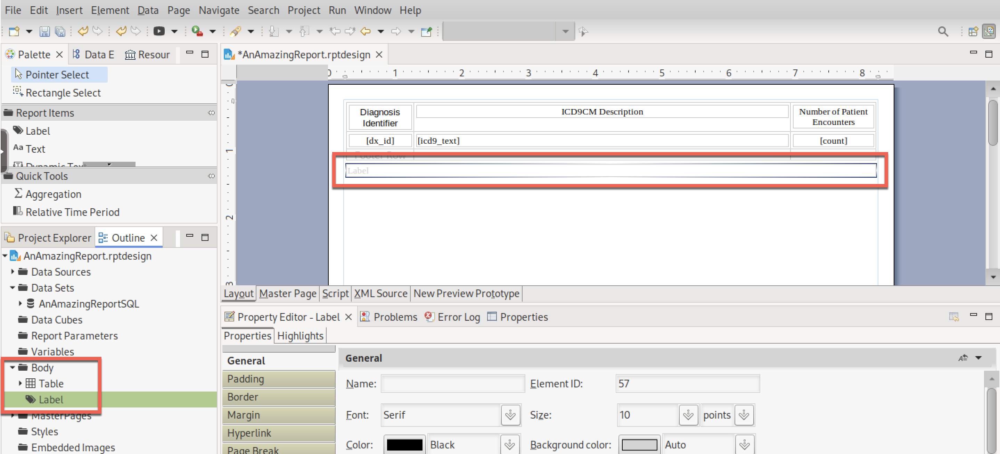 File Edit Insert Element Data Page Navigate Search Project Run Window Help
Palette Data E Resour
*AnAmazingReport.rptdesign
Pointer Select
Rectangle Select
Report Items
Label
Aa Text
Dynamic Text
Quick Tools
Aggregation
Relative Time Period
0 1 2 3 4 5 6 7 8
0
1
2
3
Diagnosis Identifier
ICD9CM Description
Number of Patient Encounters
[dx_id] [icd9_text] [count]
Footer Row
Label
Layout Master Page Script XML Source New Preview Prototype
Project Explorer Outline
AnAmazingReport.rptdesign
Data Sources
Data Sets
AnAmazingReportSQL
Data Cubes
Report Parameters
Variables
Body
Table
Label
MasterPages
Styles
Embedded Images
Property Editor - Label Problems Error Log Properties
Properties Highlights
General
Padding
Border
Margin
Hyperlink
Page Break
General
Name: Element ID: 57
Font: Serif Size: 10 points
Color: Black Background color: Auto